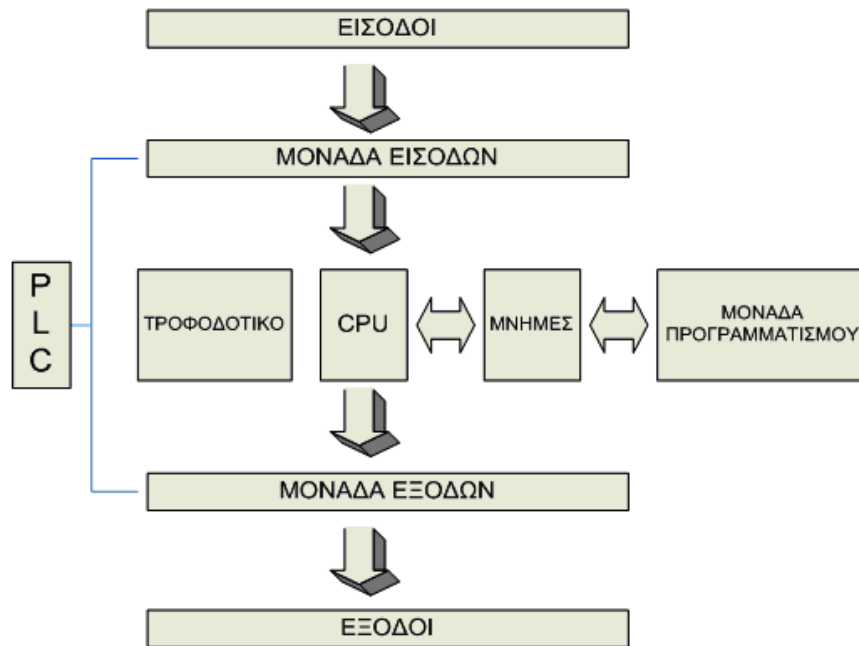 ΕΙΣΟΔΟΙ
ΜΟΝΑΔΑ ΕΙΣΟΔΩΝ
P
L
C
ΤΡΟΦΟΔΟΤΙΚΟ
CPU
ΜΝΗΜΕΣ
ΜΟΝΑΔΑ
ΠΡΟΓΡΑΜΜΑΤΙΣΜΟΥ
ΜΟΝΑΔΑ ΕΞΟΔΩΝ
ΕΞΟΔΟΙ